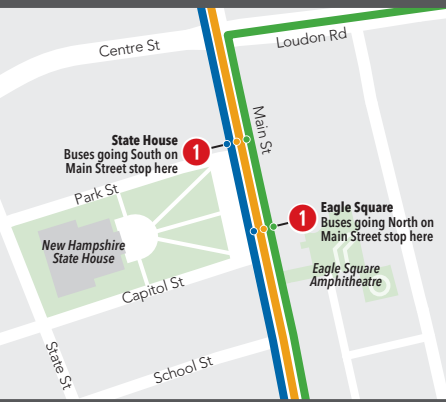 Centre St
Loudon Rd
Main St
State House
Buses going South on
Main Street stop here
1
Park St
1
Eagle Square
Buses going North on
Main Street stop here
New Hampshire
State House
Eagle Square
Amphitheatre
Capitol St
State St
School St